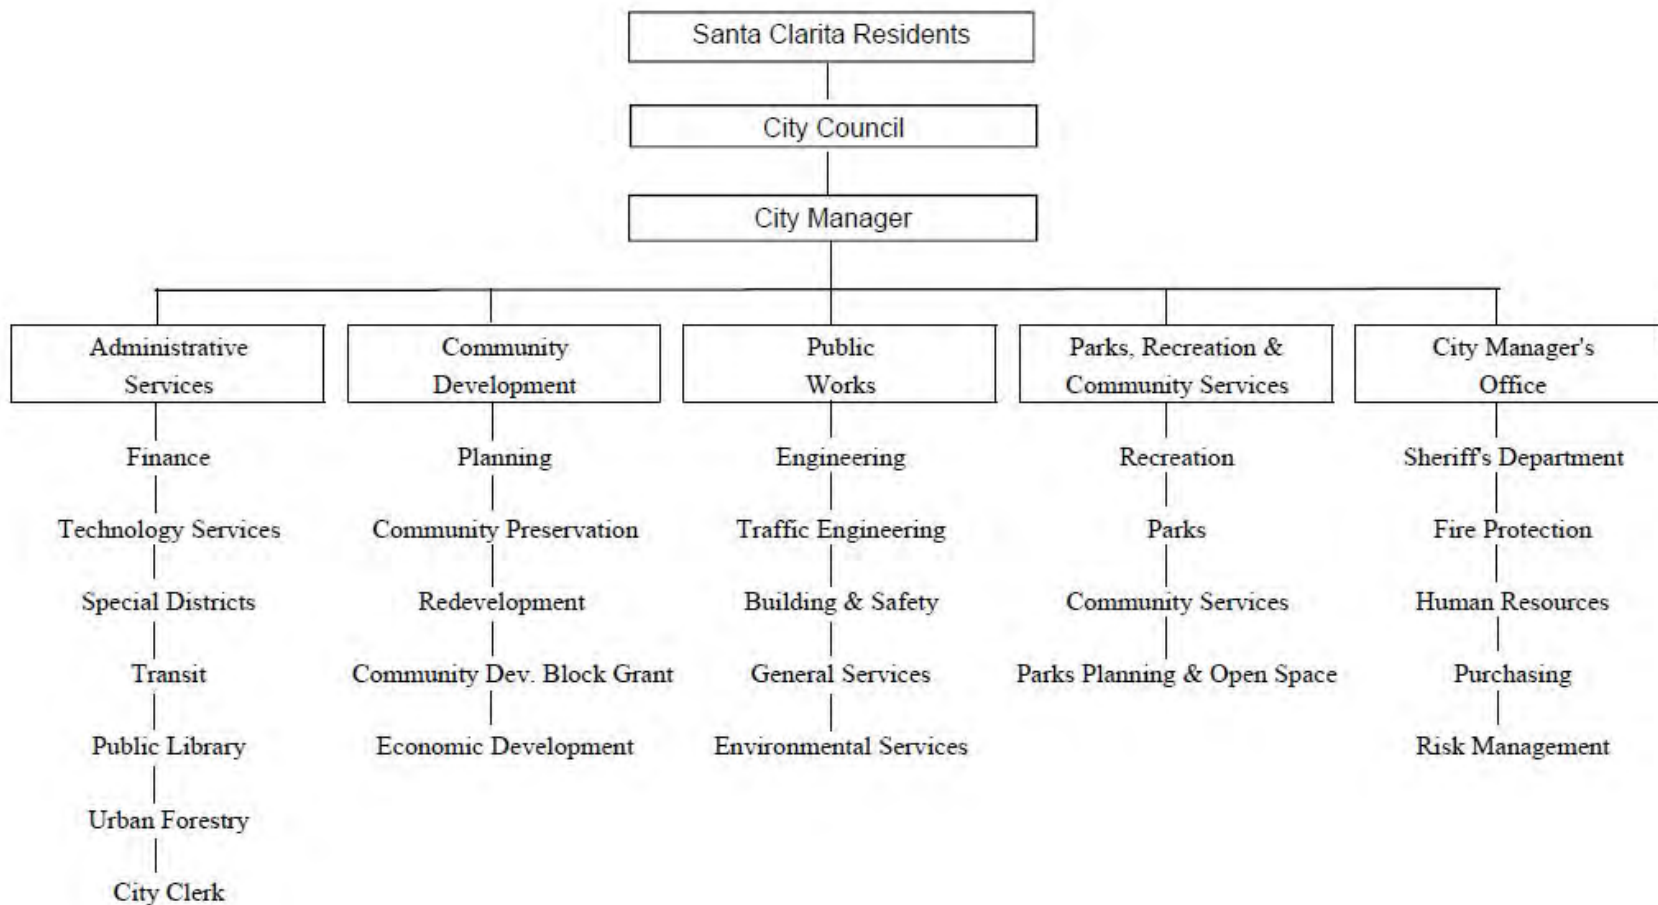 Santa Clarita Residents
City Council
City Manager
Administrative
Services
Finance
Technology Services
Special Districts
Transit
Public Library
Urban Forestry
City Clerk
Community
Development
Planning
Community Preservation
Redevelopment
Community Dev. Block Grant
Economic Development
Public
Works
Engineering
Traffic Engineering
Building & Safety
General Services
Environmental Services
Parks, Recreation &
Community Services
Recreation
Parks
Community Services
Parks Planning & Open Space
City Manager's
Office
Sheriff's Department
Fire Protection
Human Resources
Purchasing
Risk Management